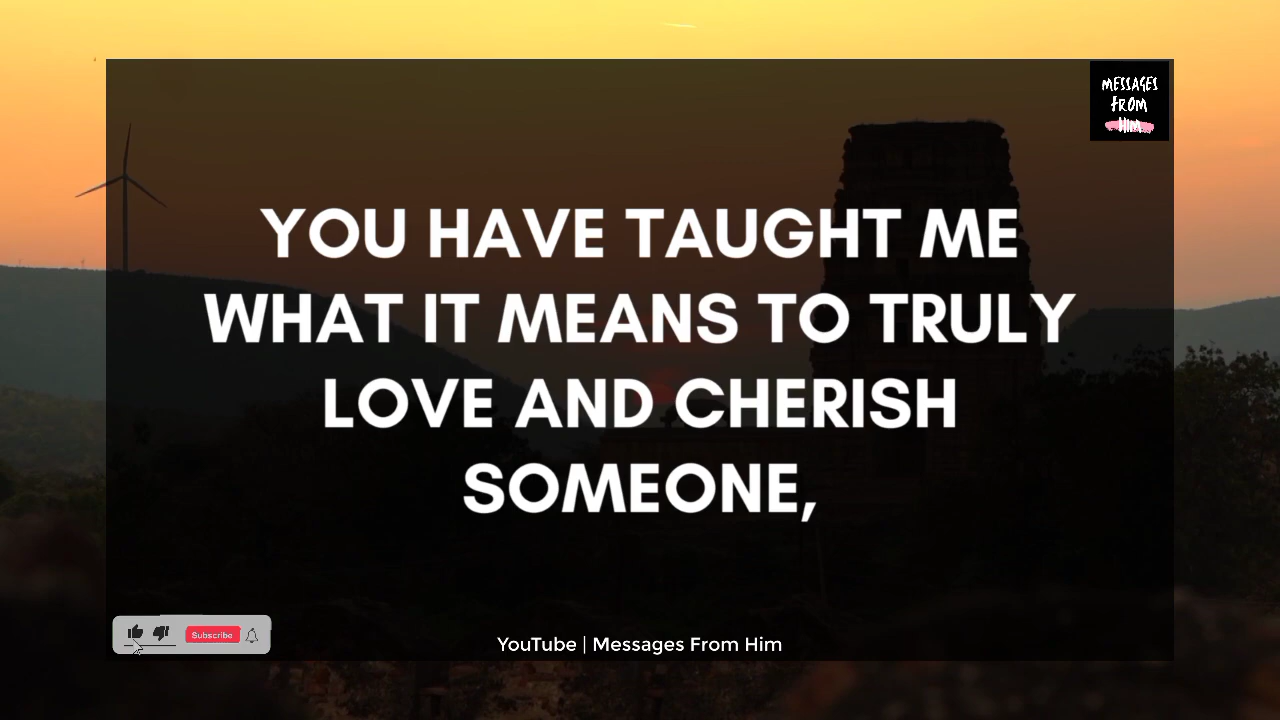 MESSAGES
FROM
HIM
YOU HAVE TAUGHT ME
WHAT IT MEANS TO TRULY
LOVE AND CHERISH
SOMEONE,
Subscribe
YouTube | Messages From Him